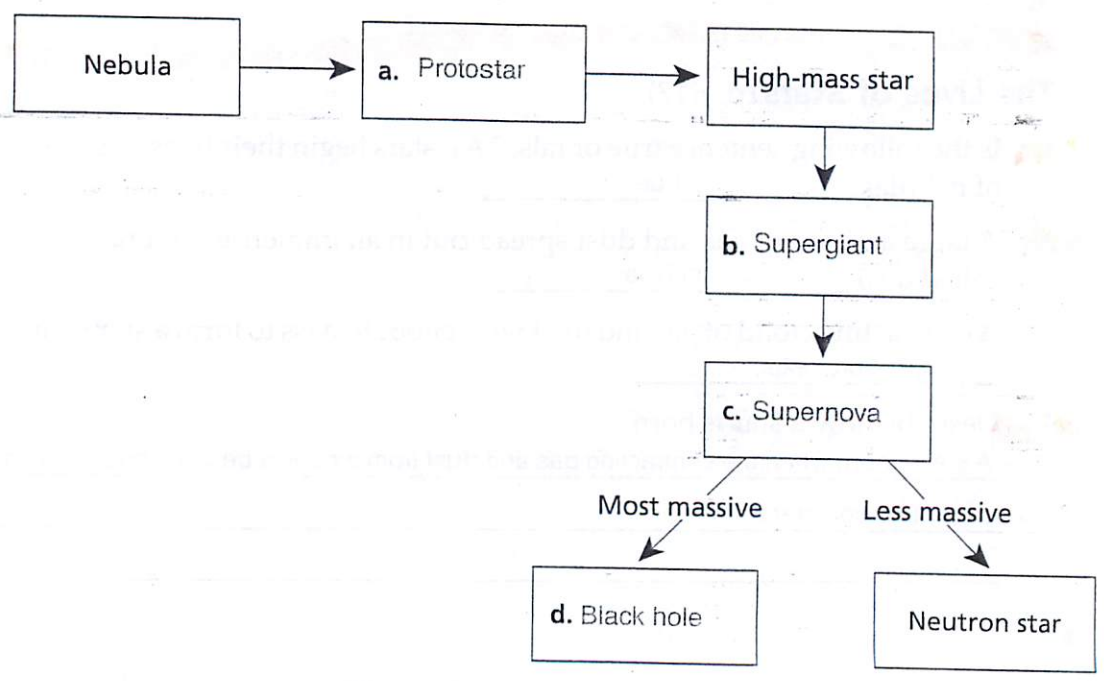 Nebula
a. Protostar
High-mass star
b. Supergiant
c. Supernova
Most massive
Less massive
d. Black hole
Neutron star